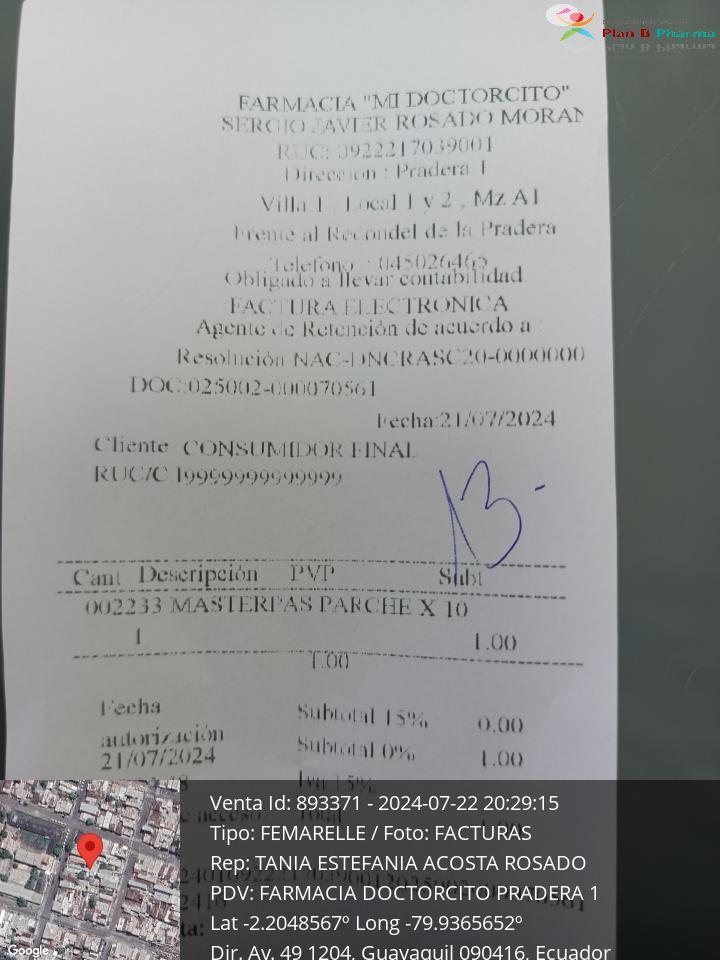 Plan B Pharma
FARMACIA "MI DOCTORCITO"
SERGIO JAVIER ROSADO MORAN
RUC: 0922217039001
Direccion : Pradera 1
Villa 1 , Local 1 y 2 , Mz A1
Frente al Recondel de la Pradera
Telefono : 045026465
Obligado a llevar contabilidad
FACTURA ELECTRONICA
Agente de Retención de acuerdo a :
Resolución NAC-DNCRASC20-0000000
DOC:025002-000070561
Fecha:21/07/2024
Cliente CONSUMIDOR FINAL
RUC/C.I99999999999999
13-
Cant Descripción PVP Subt
002233 MASTERPAS PARCHE X 10
1 1.00
1.00
Fecha Subtotal 15% 0.00
autorización:
21/07/2024 Subtotal 0% 1.00
Iva 15%
Total
Venta Id: 893371 - 2024-07-22 20:29:15
Tipo: FEMARELLE / Foto: FACTURAS
Rep: TANIA ESTEFANIA ACOSTA ROSADO
PDV: FARMACIA DOCTORCITO PRADERA 1
Lat -2.2048567º Long -79.9365652º
Dir. Av. 49 1204, Guayaquil 090416, Ecuador
Google